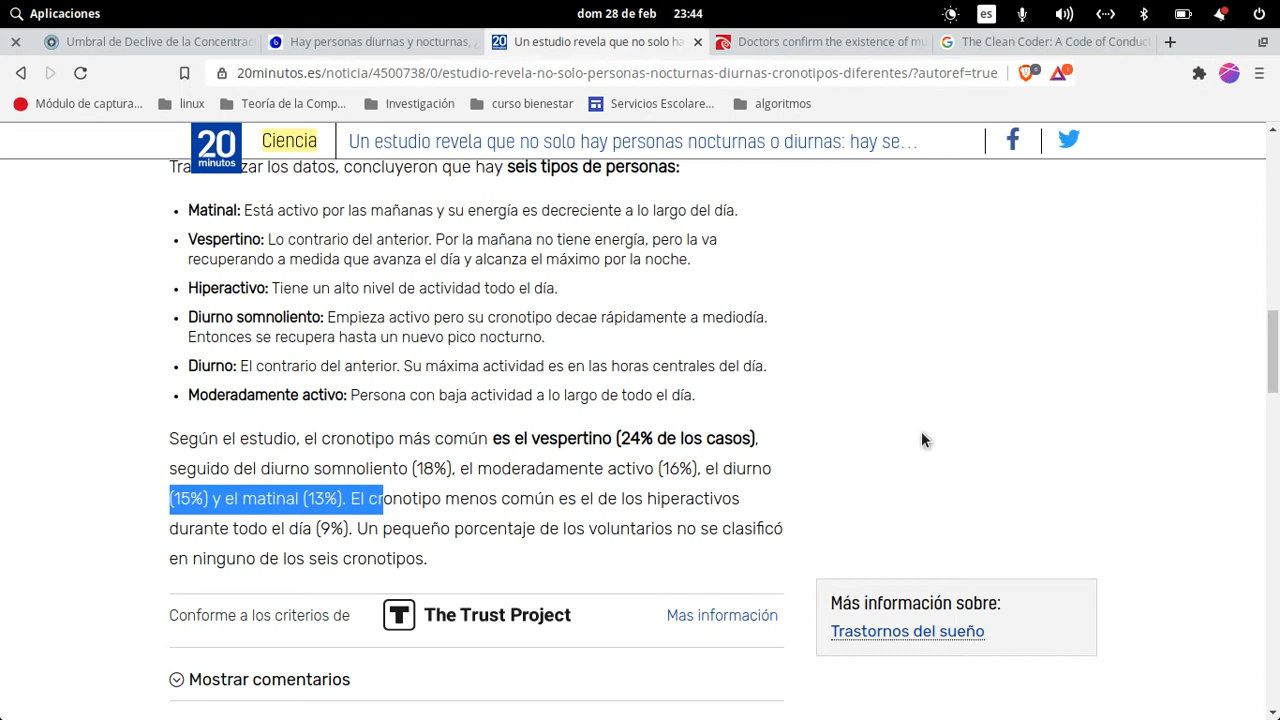 Aplicaciones
dom 28 de feb 23:44
es
Umbral de Declive de la Concentrac
Hay personas diurnas y nocturnas,
Un estudio revela que no solo ha
Doctors confirm the existence of mu
The Clean Coder: A Code of Conduct
20minutos.es/noticia/4500738/0/estudio-revela-no-solo-personas-nocturnas-diurnas-cronotipos-diferentes/?autoref=true
Módulo de captura...
linux
Teoría de la Comp...
Investigación
curso bienestar
Servicios Escolare...
algoritmos
20 minutos
Ciencia
Un estudio revela que no solo hay personas nocturnas o diurnas: hay se...
Tra zar los datos, concluyeron que hay seis tipos de personas:
Matinal: Está activo por las mañanas y su energía es decreciente a lo largo del día.
Vespertino: Lo contrario del anterior. Por la mañana no tiene energía, pero la va
recuperando a medida que avanza el día y alcanza el máximo por la noche.
Hiperactivo: Tiene un alto nivel de actividad todo el día.
Diurno somnoliento: Empieza activo pero su cronotipo decae rápidamente a mediodía.
Entonces se recupera hasta un nuevo pico nocturno.
Diurno: El contrario del anterior. Su máxima actividad es en las horas centrales del día.
Moderadamente activo: Persona con baja actividad a lo largo de todo el día.
Según el estudio, el cronotipo más común es el vespertino (24% de los casos),
seguido del diurno somnoliento (18%), el moderadamente activo (16%), el diurno
(15%) y el matinal (13%). El cronotipo menos común es el de los hiperactivos
durante todo el día (9%). Un pequeño porcentaje de los voluntarios no se clasificó
en ninguno de los seis cronotipos.
Conforme a los criterios de
T The Trust Project
Mas información
Más información sobre:
Trastornos del sueño
Mostrar comentarios